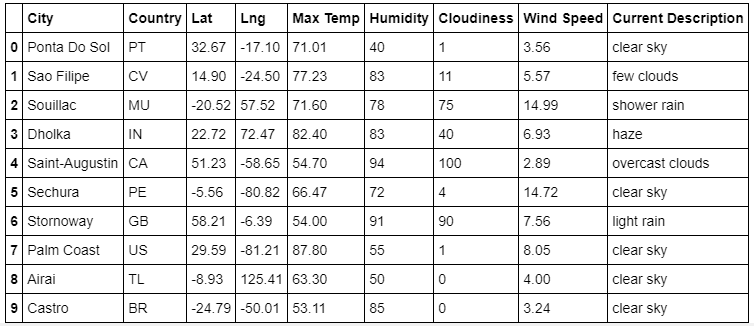 City Country Lat Lng Max Temp Humidity Cloudiness Wind Speed Current Description
0 Ponta Do Sol PT 32.67 -17.10 71.01 40 1 3.56 clear sky
1 Sao Filipe CV 14.90 -24.50 77.23 83 11 5.57 few clouds
2 Souillac MU -20.52 57.52 71.60 78 75 14.99 shower rain
3 Dholka IN 22.72 72.47 82.40 83 40 6.93 haze
4 Saint-Augustin CA 51.23 -58.65 54.70 94 100 2.89 overcast clouds
5 Sechura PE -5.56 -80.82 66.47 72 4 14.72 clear sky
6 Stornoway GB 58.21 -6.39 54.00 91 90 7.56 light rain
7 Palm Coast US 29.59 -81.21 87.80 55 1 8.05 clear sky
8 Airai TL -8.93 125.41 63.30 50 0 4.00 clear sky
9 Castro BR -24.79 -50.01 53.11 85 0 3.24 clear sky